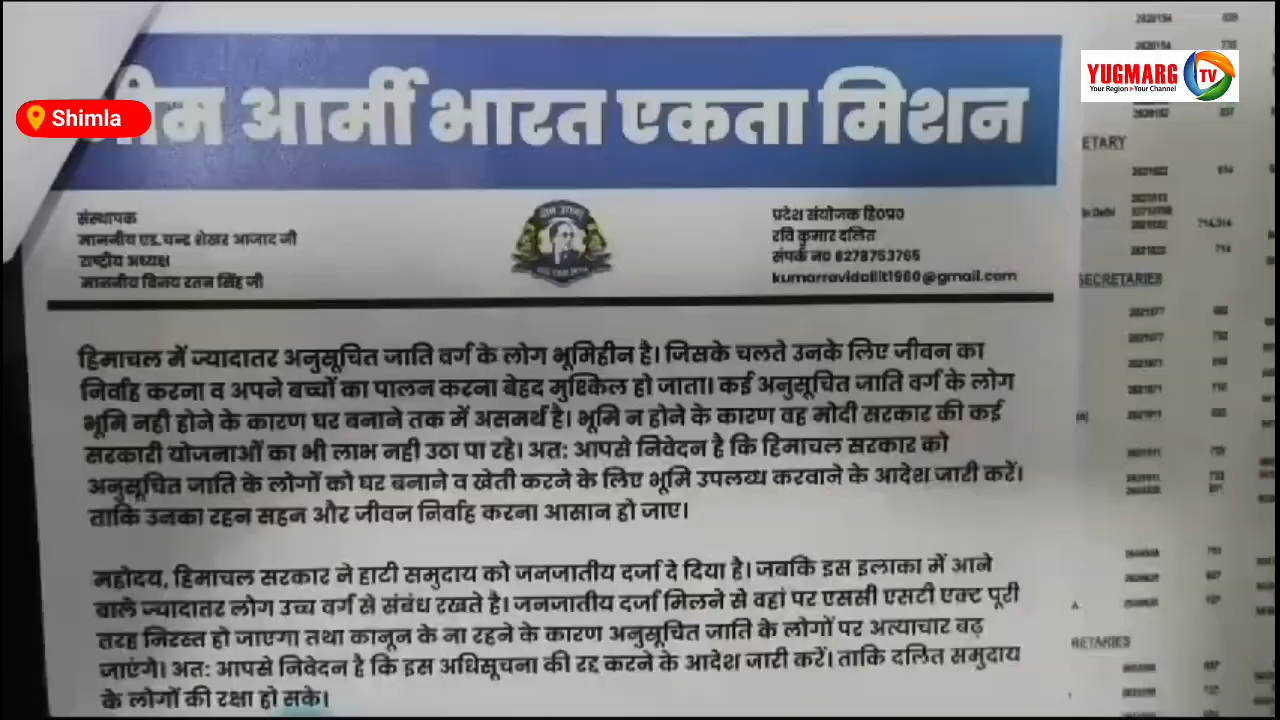 Shimla
YUGMARG TV
Your Region Your Channel
भीम आर्मी भारत एकता मिशन
संस्थापक
माननीय एड. चन्द्र शेखर आजाद जी
राष्ट्रीय अध्यक्ष
माननीय विनय रतन सिंह जी
प्रदेश संयोजक हि0प्र0
रवि कुमार दलित
संपर्क न0 8278753765
kumarravidalit1980@gmail.com
हिमाचल में ज्यादातर अनुसूचित जाति वर्ग के लोग भूमिहीन है। जिसके चलते उनके लिए जीवन का
निर्वाह करना व अपने बच्चों का पालन करना बेहद मुश्किल हो जाता। कई अनुसूचित जाति वर्ग के लोग
भूमि नही होने के कारण घर बनाने तक में असमर्थ है। भूमि न होने के कारण वह मोदी सरकार की कई
सरकारी योजनाओं का भी लाभ नही उठा पा रहे। अतः आपसे निवेदन है कि हिमाचल सरकार को
अनुसूचित जाति के लोगों को घर बनाने व खेती करने के लिए भूमि उपलब्ध करवाने के आदेश जारी करें।
ताकि उनका रहन सहन और जीवन निर्वाह करना आसान हो जाए।
महोदय, हिमाचल सरकार ने हाटी समुदाय को जनजातीय दर्जा दे दिया है। जबकि इस इलाका में आने
वाले ज्यादातर लोग उच्च वर्ग से संबंध रखते है। जनजातीय दर्जा मिलने से वहां पर एससी एसटी एक्ट पूरी
तरह निरस्त हो जाएगा तथा कानून के ना रहने के कारण अनुसूचित जाति के लोगों पर अत्याचार बढ़
जाएंगे। अतः आपसे निवेदन है कि इस अधिसूचना की रद्द करने के आदेश जारी करें। ताकि दलित समुदाय
के लोगों की रक्षा हो सके।
ETARY
SECRETARIES
RETARIES